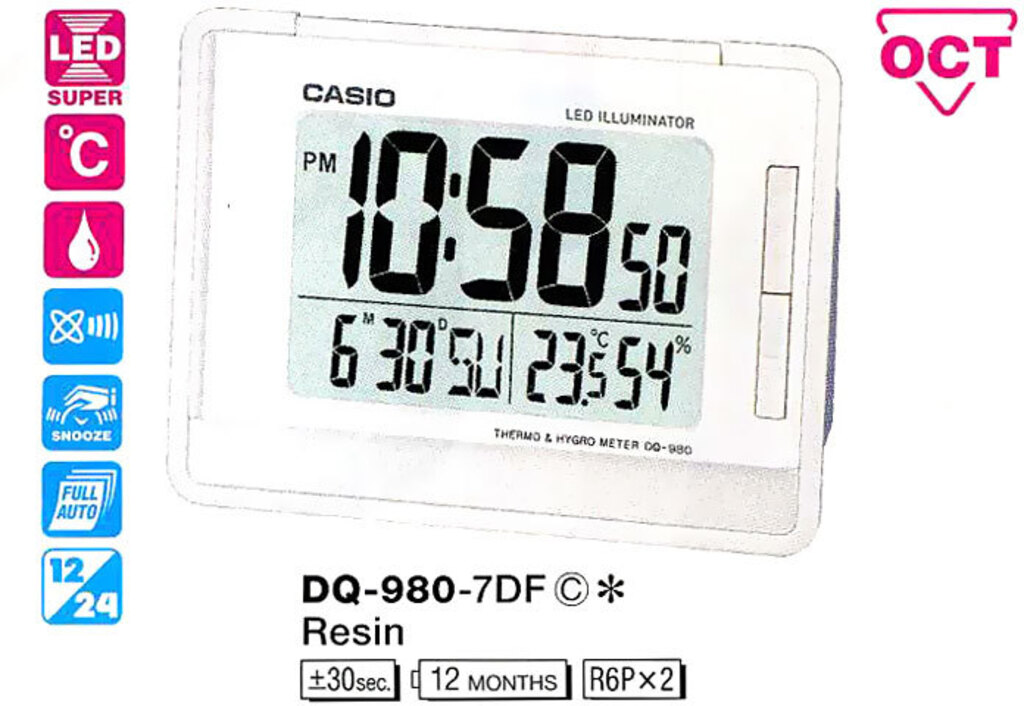 LED
SUPER
°C
SNOOZE
FULL
AUTO
12
24
OCT
CASIO
LED ILLUMINATOR
PM 10:58 50
6 M 30 D SU 23.5 °C 54 %
THERMO & HYGRO METER DQ-980
DQ-980-7DF Ⓒ*
Resin
±30sec. 12 MONTHS R6P×2